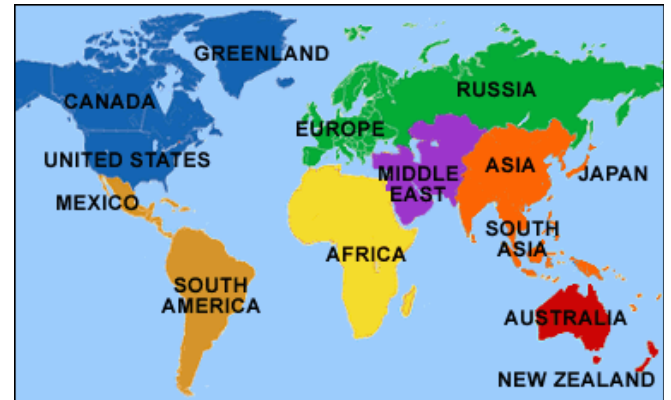 GREENLAND
CANADA
RUSSIA
EUROPE
UNITED STATES
ASIA
MIDDLE
EAST
JAPAN
MEXICO
SOUTH
ASIA
AFRICA
SOUTH
AMERICA
AUSTRALIA
NEW ZEALAND